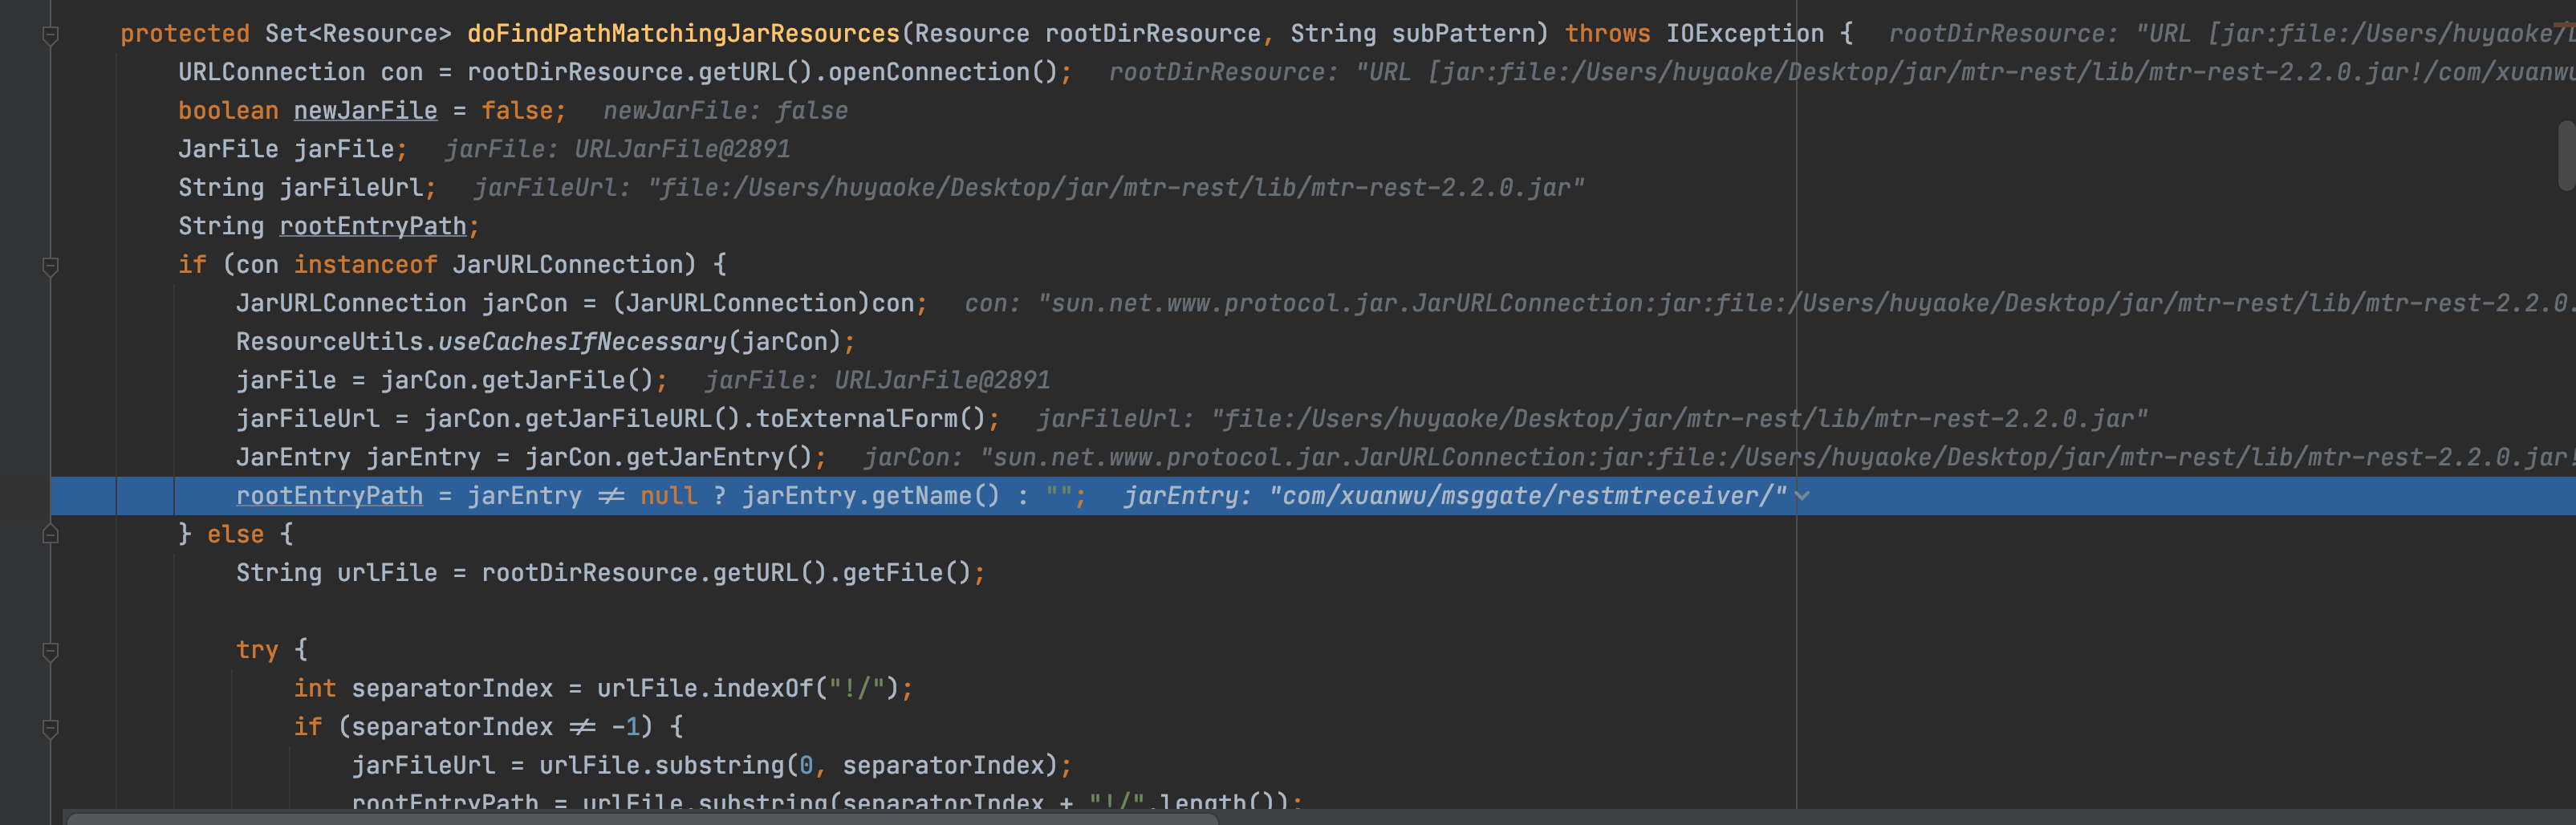 protected Set<Resource> doFindPathMatchingJarResources(Resource rootDirResource, String subPattern) throws IOException {   rootDirResource: "URL [jar:file:/Users/huyaoke/
URLConnection con = rootDirResource.getURL().openConnection();   rootDirResource: "URL [jar:file:/Users/huyaoke/Desktop/jar/mtr-rest/lib/mtr-rest-2.2.0.jar!/com/xuanwu
boolean newJarFile = false;   newJarFile: false
JarFile jarFile;   jarFile: URLJarFile@2891
String jarFileUrl;   jarFileUrl: "file:/Users/huyaoke/Desktop/jar/mtr-rest/lib/mtr-rest-2.2.0.jar"
String rootEntryPath;
if (con instanceof JarURLConnection) {
JarURLConnection jarCon = (JarURLConnection)con;   con: "sun.net.www.protocol.jar.JarURLConnection:jar:file:/Users/huyaoke/Desktop/jar/mtr-rest/lib/mtr-rest-2.2.0.
ResourceUtils.useCachesIfNecessary(jarCon);
jarFile = jarCon.getJarFile();   jarFile: URLJarFile@2891
jarFileUrl = jarCon.getJarFileURL().toExternalForm();   jarFileUrl: "file:/Users/huyaoke/Desktop/jar/mtr-rest/lib/mtr-rest-2.2.0.jar"
JarEntry jarEntry = jarCon.getJarEntry();   jarCon: "sun.net.www.protocol.jar.JarURLConnection:jar:file:/Users/huyaoke/Desktop/jar/mtr-rest/lib/mtr-rest-2.2.0.jar!
rootEntryPath = jarEntry != null ? jarEntry.getName() : "";   jarEntry: "com/xuanwu/msggate/restmtreceiver/"
} else {
String urlFile = rootDirResource.getURL().getFile();
try {
int separatorIndex = urlFile.indexOf("!/");
if (separatorIndex != -1) {
jarFileUrl = urlFile.substring(0, separatorIndex);
rootEntryPath = urlFile.substring(separatorIndex + "!/".length());